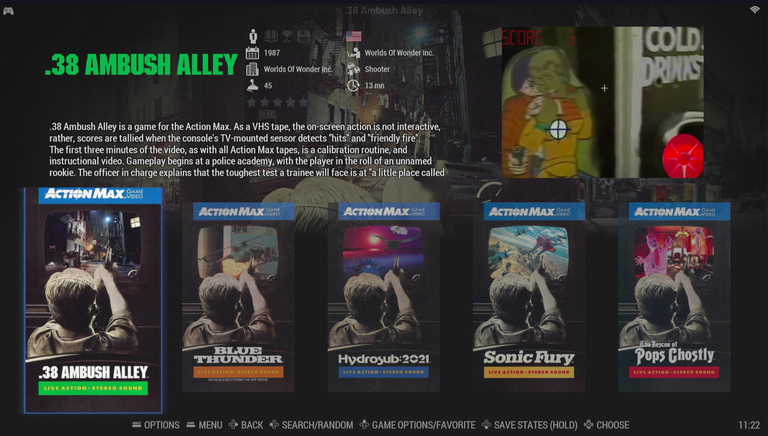 .38 Ambush Alley
.38 AMBUSH ALLEY
1987
Worlds Of Wonder Inc.
Worlds Of Wonder Inc.
Shooter
45
13 mn
SCORE
COLD
DRINKS
.38 Ambush Alley is a game for the Action Max. As a VHS tape, the on-screen action is not interactive,
rather, scores are tallied when the console's TV-mounted sensor detects "hits" and "friendly fire".
The first three minutes of the video, as with all Action Max tapes, is a calibration routine, and
instructional video. Gameplay begins at a police academy, with the player in the roll of an unnamed
rookie. The officer in charge explains that the toughest test a trainee will face is at "a little place called
ACTION MAX GAME VIDEO
.38 AMBUSH ALLEY
LIVE ACTION • STEREO SOUND
ACTION MAX GAME VIDEO
BLUE
THUNDER
LIVE ACTION • STEREO SOUND
ACTION MAX GAME VIDEO
Hydrosub:2021
LIVE ACTION • STEREO SOUND
ACTION MAX GAME VIDEO
Sonic Fury
LIVE ACTION • STEREO SOUND
ACTION MAX GAME VIDEO
The Rescue of
Pops Ghostly
LIVE ACTION • STEREO SOUND
OPTIONS MENU BACK SEARCH/RANDOM GAME OPTIONS/FAVORITE SAVE STATES (HOLD) CHOOSE
11:22